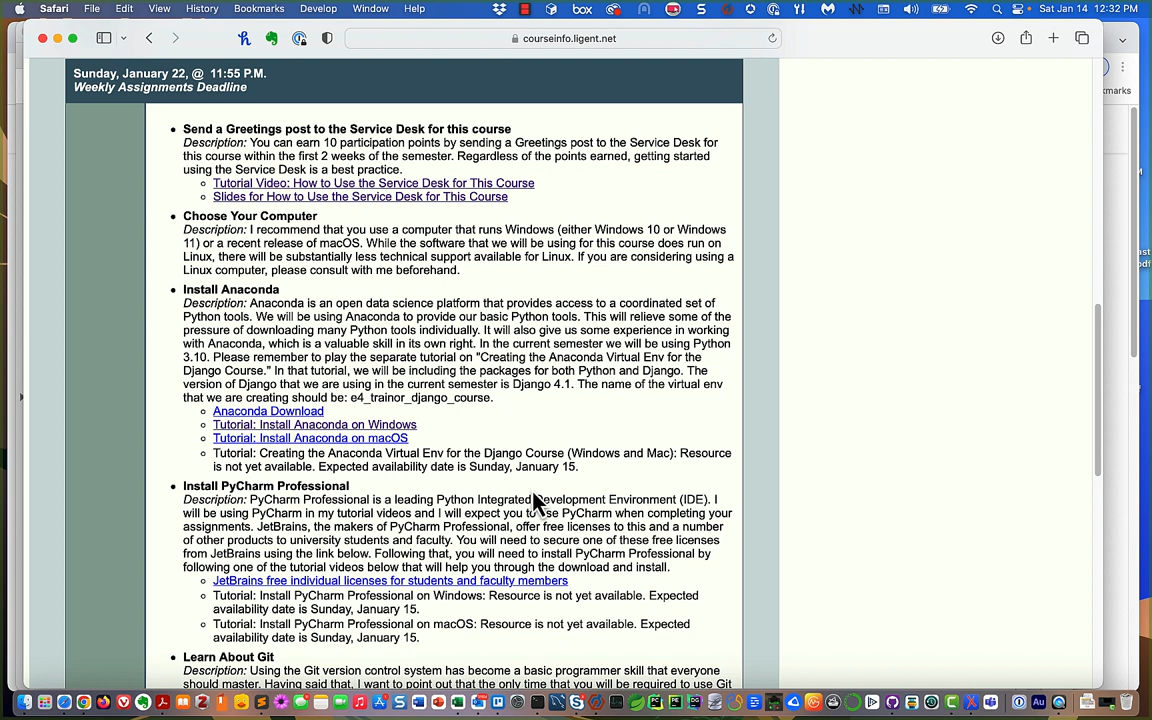 Safari File Edit View History Bookmarks Develop Window Help box Sat Jan 14 12:32 PM
courseinfo.ligent.net
kmarks
Sunday, January 22, @ 11:55 P.M.
Weekly Assignments Deadline
• Send a Greetings post to the Service Desk for this course
Description: You can earn 10 participation points by sending a Greetings post to the Service Desk for
this course within the first 2 weeks of the semester. Regardless of the points earned, getting started
using the Service Desk is a best practice.
Tutorial Video: How to Use the Service Desk for This Course
Slides for How to Use the Service Desk for This Course
• Choose Your Computer
Description: I recommend that you use a computer that runs Windows (either Windows 10 or Windows
11) or a recent release of macOS. While the software that we will be using for this course does run on
Linux, there will be substantially less technical support available for Linux. If you are considering using a
Linux computer, please consult with me beforehand.
• Install Anaconda
Description: Anaconda is an open data science platform that provides access to a coordinated set of
Python tools. We will be using Anaconda to provide our basic Python tools. This will relieve some of the
pressure of downloading many Python tools individually. It will also give us some experience in working
with Anaconda, which is a valuable skill in its own right. In the current semester we will be using Python
3.10. Please remember to play the separate tutorial on "Creating the Anaconda Virtual Env for the
Django Course." In that tutorial, we will be including the packages for both Python and Django. The
version of Django that we are using in the current semester is Django 4.1. The name of the virtual env
that we are creating should be: e4_trainor_django_course.
Anaconda Download
Tutorial: Install Anaconda on Windows
Tutorial: Install Anaconda on macOS
Tutorial: Creating the Anaconda Virtual Env for the Django Course (Windows and Mac): Resource
is not yet available. Expected availability date is Sunday, January 15.
• Install PyCharm Professional
Description: PyCharm Professional is a leading Python Integrated Development Environment (IDE). I
will be using PyCharm in my tutorial videos and I will expect you to use PyCharm when completing your
assignments. JetBrains, the makers of PyCharm Professional, offer free licenses to this and a number
of other products to university students and faculty. You will need to secure one of these free licenses
from JetBrains using the link below. Following that, you will need to install PyCharm Professional by
following one of the tutorial videos below that will help you through the download and install.
JetBrains free individual licenses for students and faculty members
Tutorial: Install PyCharm Professional on Windows: Resource is not yet available. Expected
availability date is Sunday, January 15.
Tutorial: Install PyCharm Professional on macOS: Resource is not yet available. Expected
availability date is Sunday, January 15.
• Learn About Git
Description: Using the Git version control system has become a basic programmer skill that everyone
should master. Having said that, I want to point out that the only time that you will be required to use Git